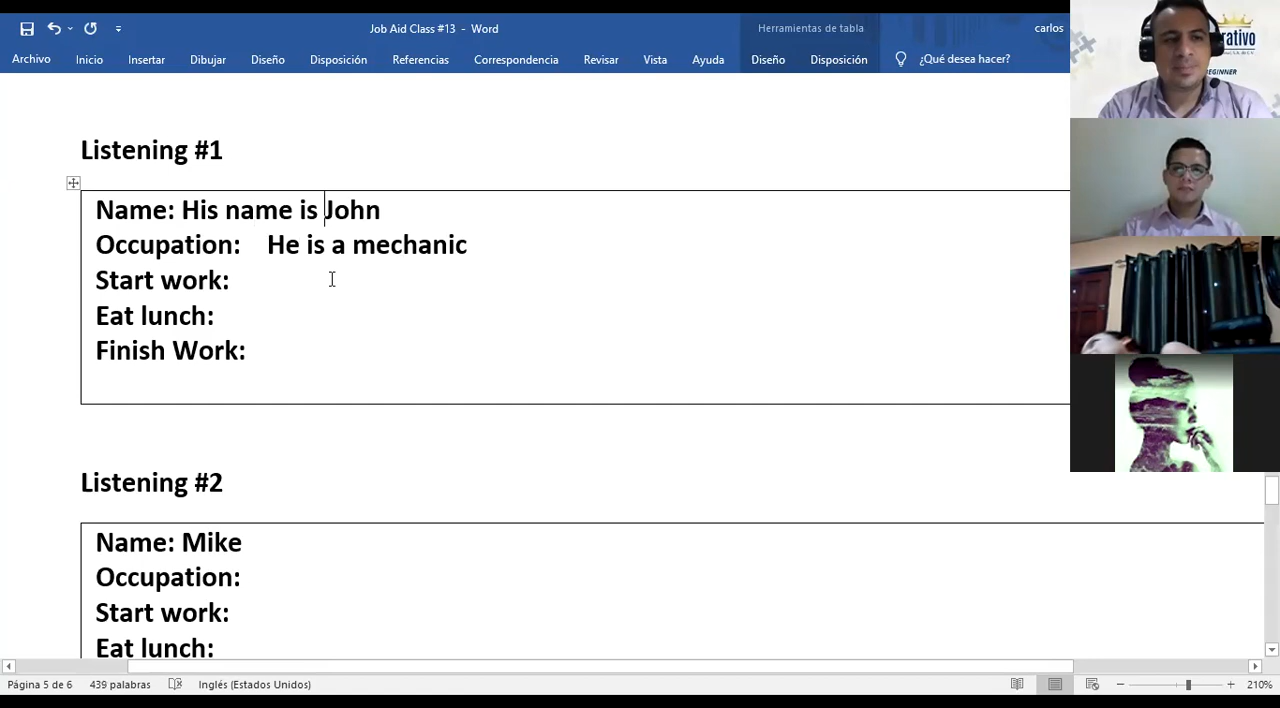 Job Aid Class #13 - Word
Herramientas de tabla
carlos
Archivo
Inicio
Insertar
Dibujar
Diseño
Disposición
Referencias
Correspondencia
Revisar
Vista
Ayuda
Diseño
Disposición
¿Qué desea hacer?
BEGINNER
Listening #1
Name: His name is John
Occupation: He is a mechanic
Start work:
Eat lunch:
Finish Work:
Listening #2
Name: Mike
Occupation:
Start work:
Eat lunch:
Página 5 de 6
439 palabras
Inglés (Estados Unidos)
210%